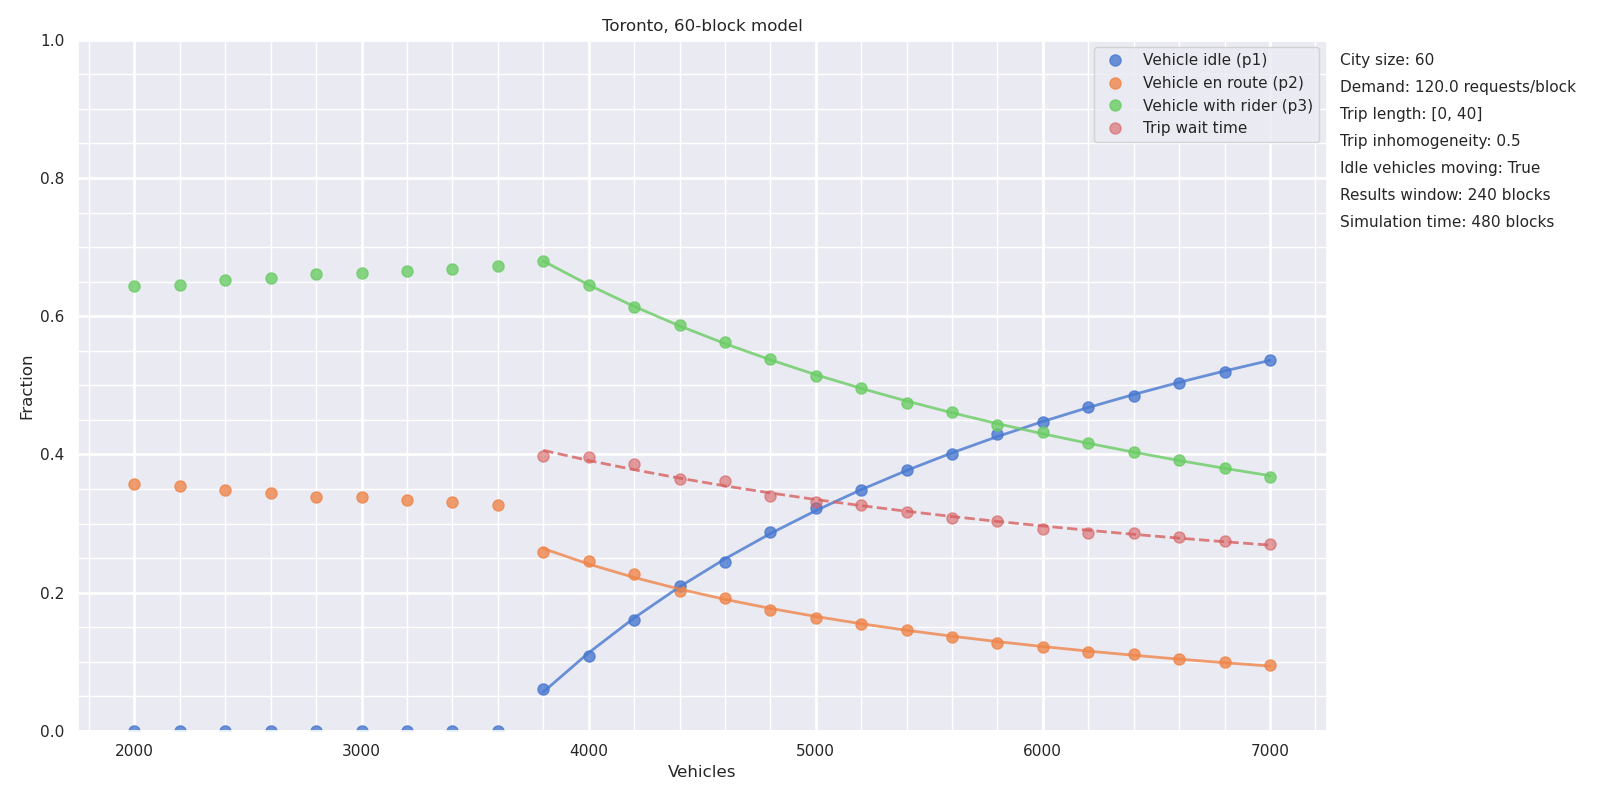 Toronto, 60-block model
1.0
0.8
0.6
0.4
0.2
0.0
Fraction
Vehicle idle (p1)
Vehicle en route (p2)
Vehicle with rider (p3)
Trip wait time
City size: 60
Demand: 120.0 requests/block
Trip length: [0, 40]
Trip inhomogeneity: 0.5
Idle vehicles moving: True
Results window: 240 blocks
Simulation time: 480 blocks
2000 3000 4000 5000 6000 7000
Vehicles